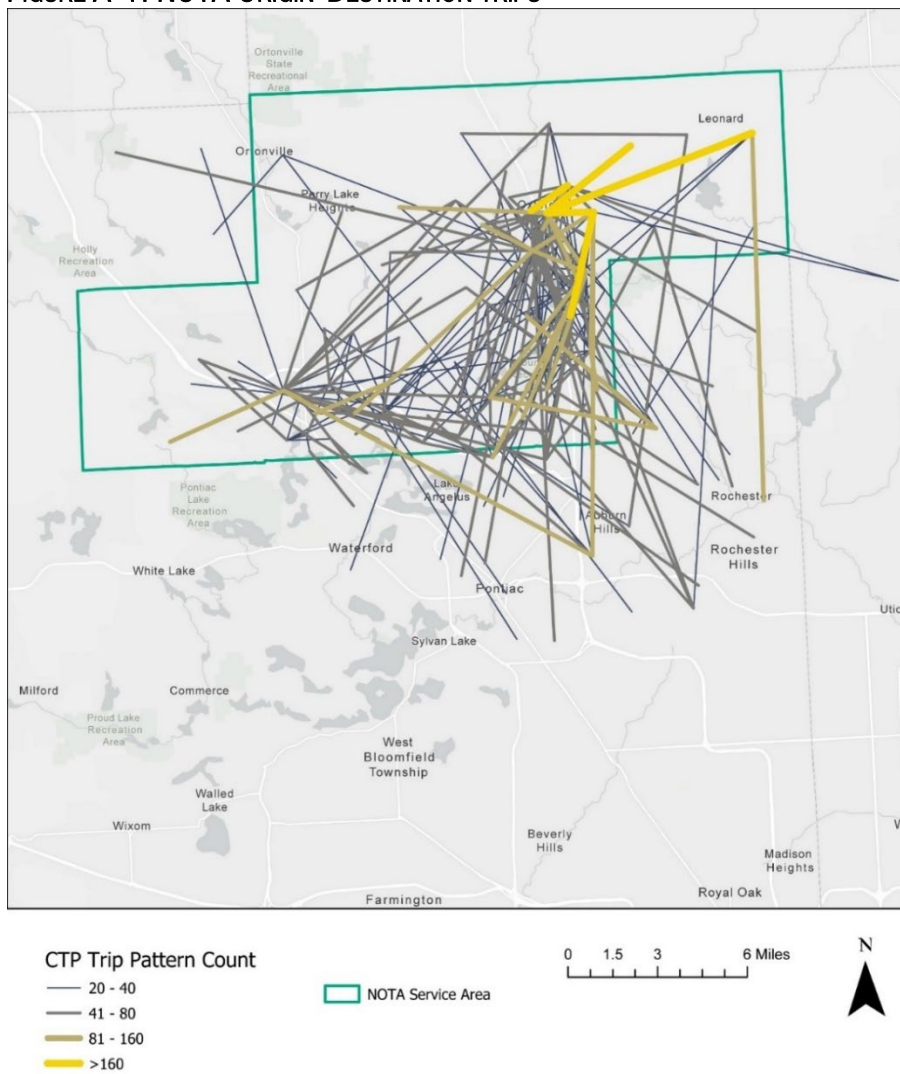 Ortonville
State
Recreational
Area
Leonard
Ortonville
Perry Lake
Heights
Holly
Recreation
Area
Lake
Angelus
Pontiac
Lake
Recreation
Area
Rochester
Auburn
Hills
Waterford
Rochester
Hills
White Lake
Pontiac
Utic
Sylvan Lake
Milford
Commerce
Proud Lake
Recreation
Area
West
Bloomfield
Township
Walled
Lake
Wixom
Beverly
Hills
Madison
Heights
Royal Oak
Farmington
CTP Trip Pattern Count
20 - 40
41 - 80
81 - 160
>160
NOTA Service Area
0 1.5 3 6 Miles
N